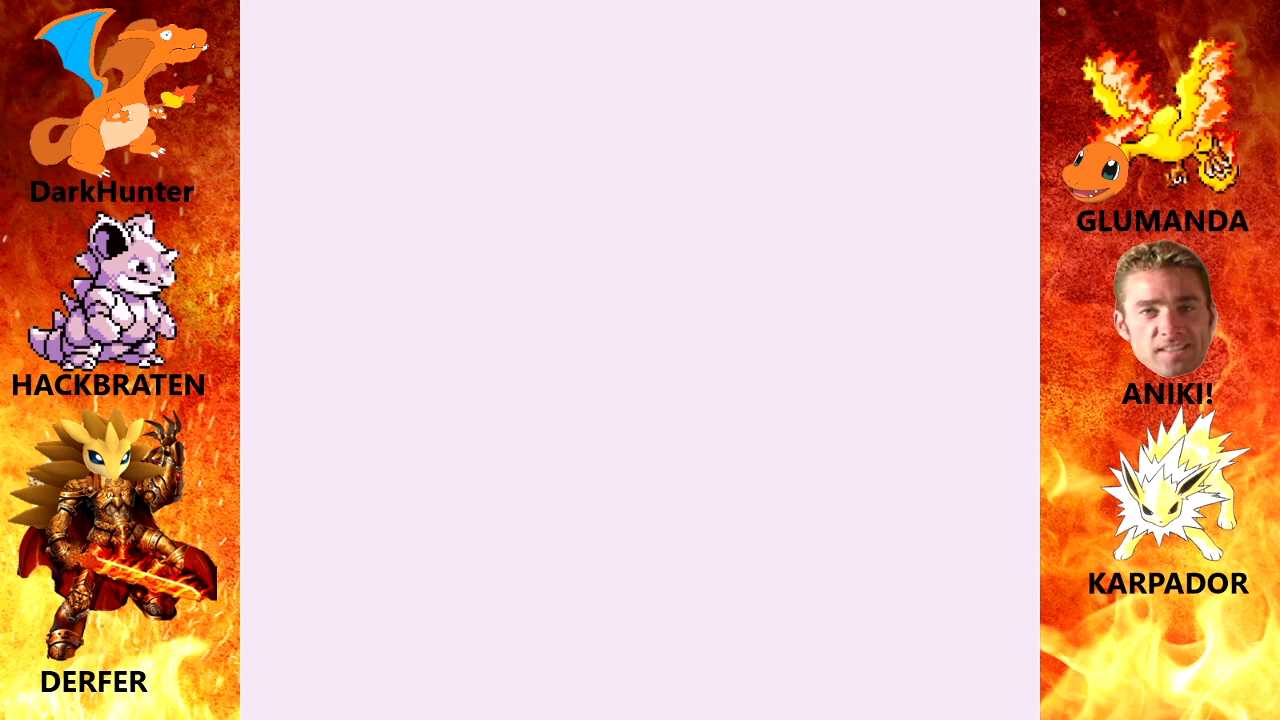 DarkHunter
HACKBRATEN
DERFER
GLUMANDA
ANIKI!
KARPADOR